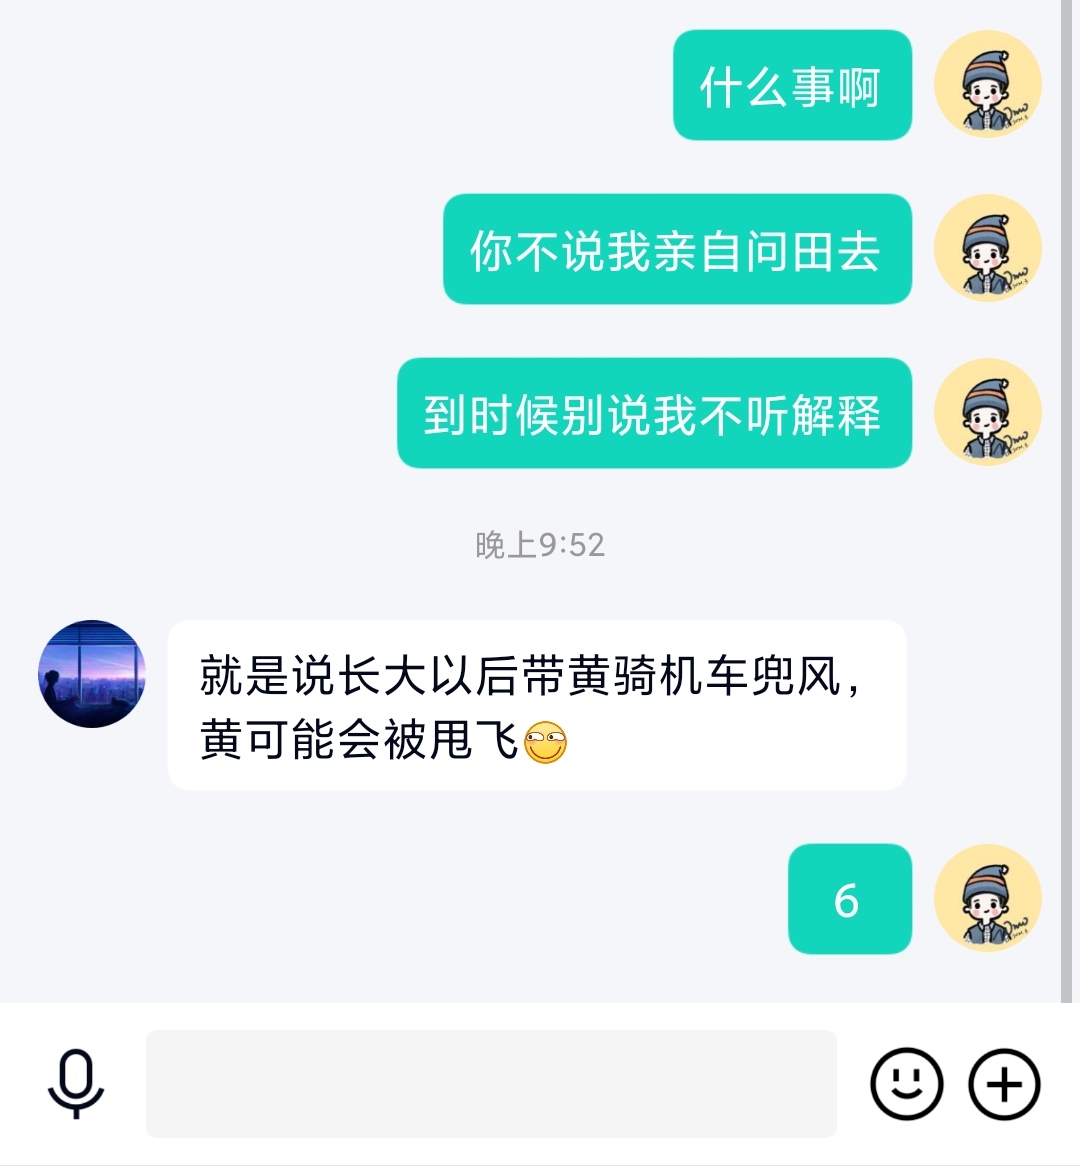 什么事啊
你不说我亲自问田去
到时候别说我不听解释
晚上9:52
就是说长大以后带黄骑机车兜风，
黄可能会被甩飞
6